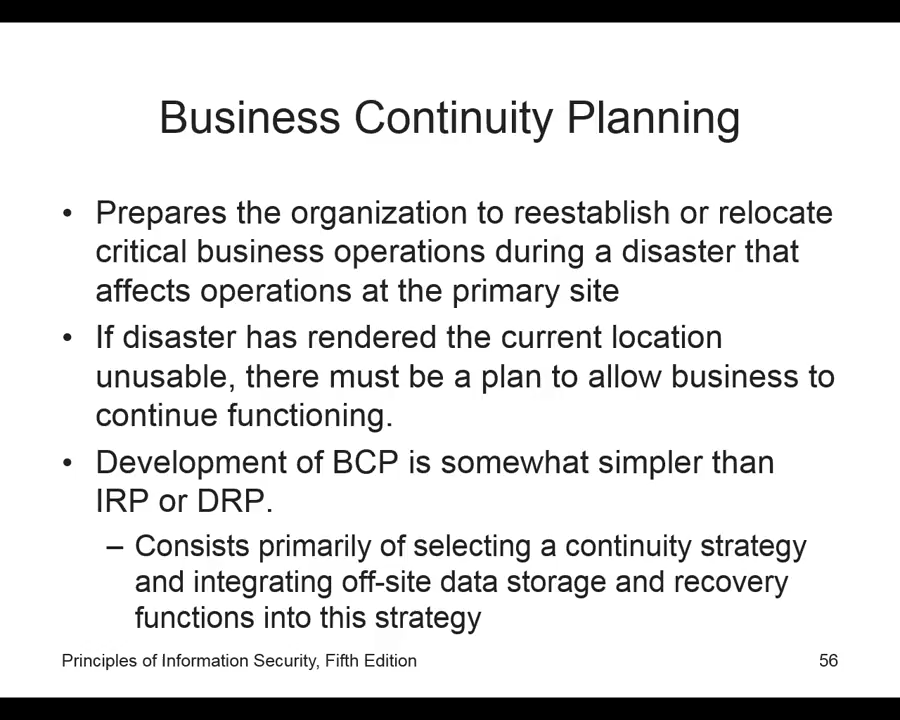 Business Continuity Planning
• Prepares the organization to reestablish or relocate
critical business operations during a disaster that
affects operations at the primary site
• If disaster has rendered the current location
unusable, there must be a plan to allow business to
continue functioning.
• Development of BCP is somewhat simpler than
IRP or DRP.
– Consists primarily of selecting a continuity strategy
and integrating off-site data storage and recovery
functions into this strategy
Principles of Information Security, Fifth Edition
56